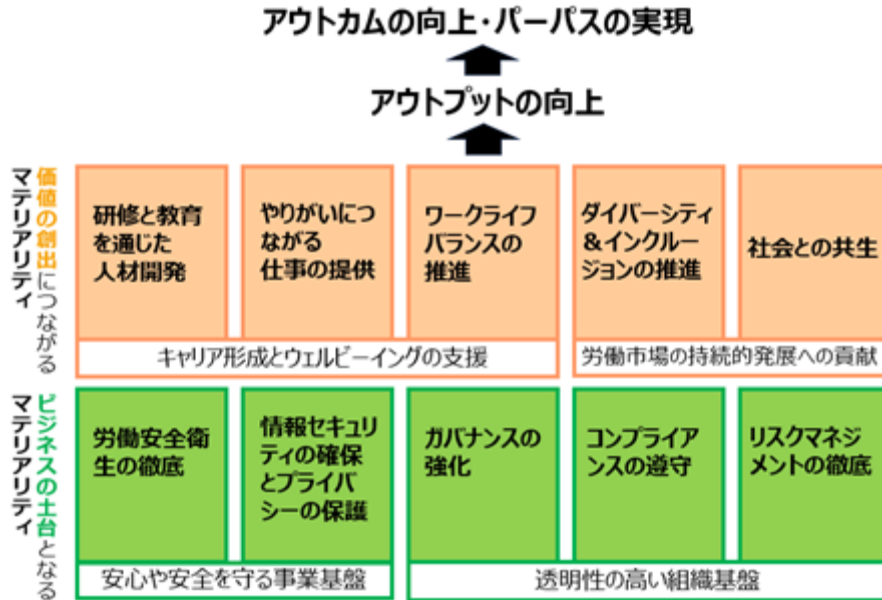 アウトカムの向上・パーパスの実現
アウトプットの向上
価値の創出につながる
マテリアリティ
研修と教育
を通じた
人材開発
やりがいにつ
ながる
仕事の提供
ワークライフ
バランスの
推進
ダイバーシティ
＆インクルー
ジョンの推進
社会との共生
キャリア形成とウェルビーイングの支援
労働市場の持続的発展への貢献
ビジネスの土台となる
マテリアリティ
労働安全衛
生の徹底
情報セキュリ
ティの確保
とプライバ
シーの保護
ガバナンスの
強化
コンプライア
ンスの遵守
リスクマネジ
メントの徹底
安心や安全を守る事業基盤
透明性の高い組織基盤